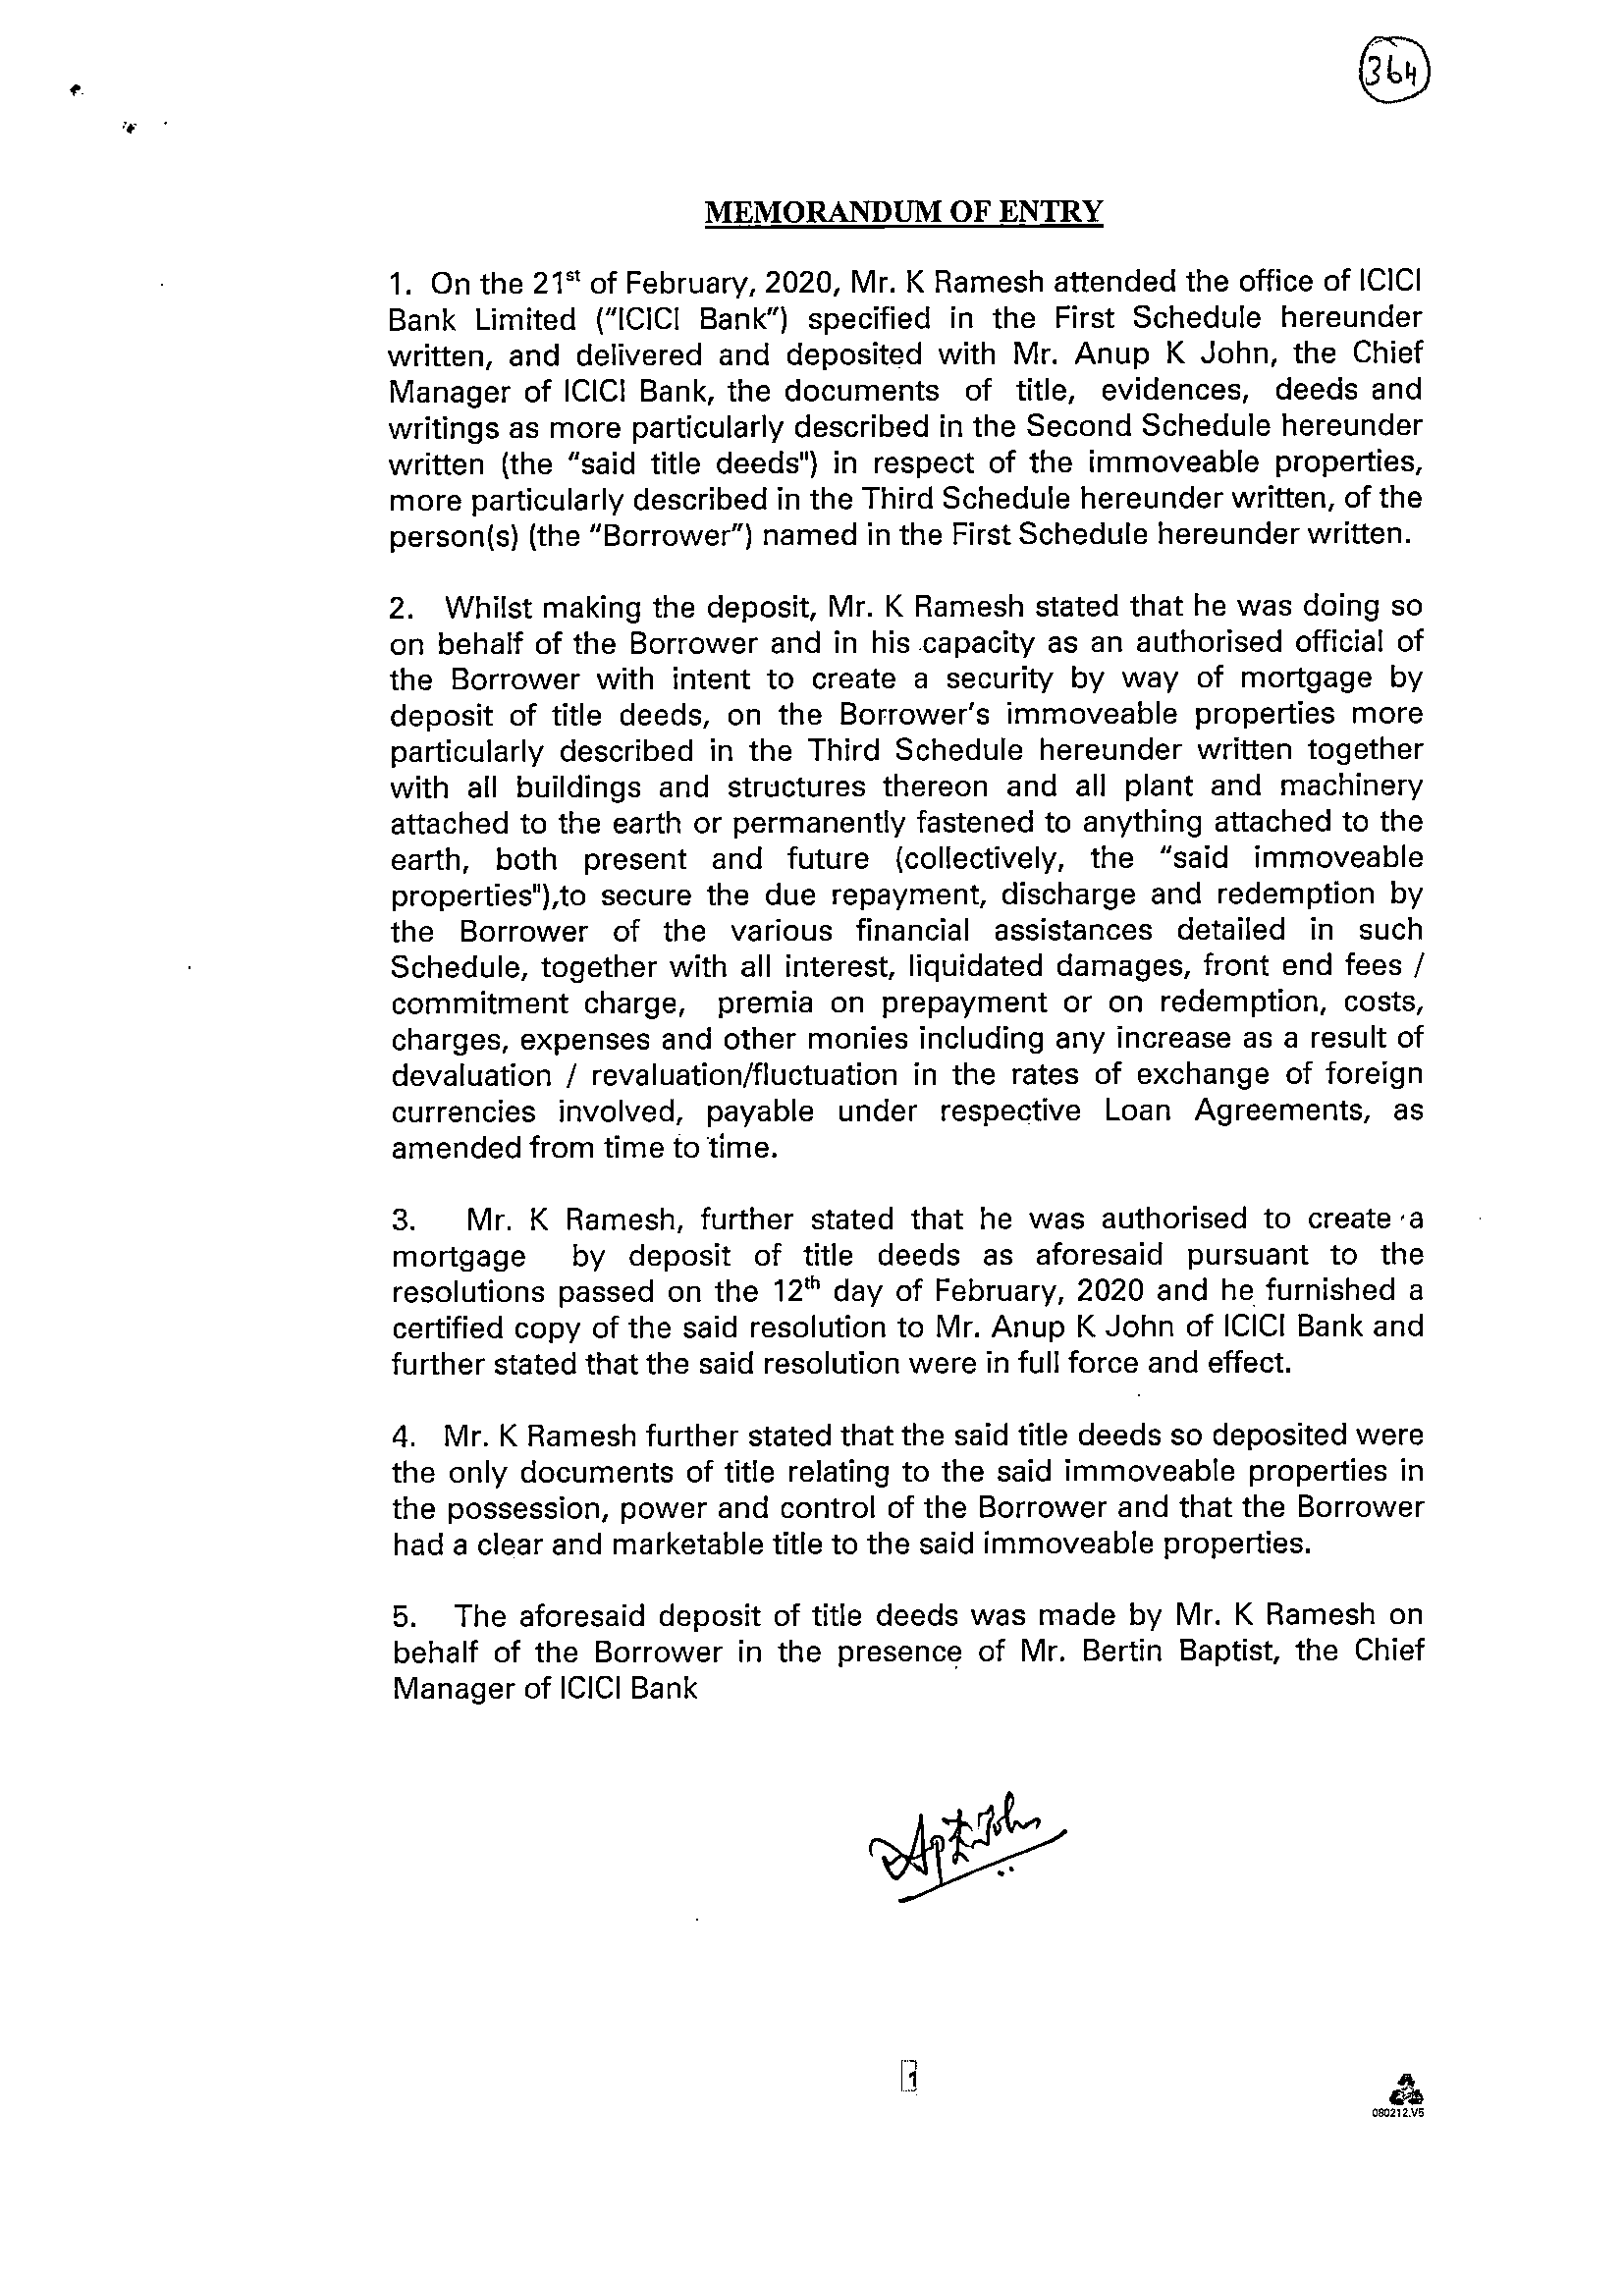 364
MEMORANDUM OF ENTRY
1. On the 21st of February, 2020, Mr. K Ramesh attended the office of ICICI
Bank Limited ("ICICI Bank") specified in the First Schedule hereunder
written, and delivered and deposited with Mr. Anup K John, the Chief
Manager of ICICI Bank, the documents of title, evidences, deeds and
writings as more particularly described in the Second Schedule hereunder
written (the "said title deeds") in respect of the immoveable properties,
more particularly described in the Third Schedule hereunder written, of the
person(s) (the "Borrower") named in the First Schedule hereunder written.
2. Whilst making the deposit, Mr. K Ramesh stated that he was doing so
on behalf of the Borrower and in his capacity as an authorised official of
the Borrower with intent to create a security by way of mortgage by
deposit of title deeds, on the Borrower's immoveable properties more
particularly described in the Third Schedule hereunder written together
with all buildings and structures thereon and all plant and machinery
attached to the earth or permanently fastened to anything attached to the
earth, both present and future (collectively, the "said immoveable
properties"),to secure the due repayment, discharge and redemption by
the Borrower of the various financial assistances detailed in such
Schedule, together with all interest, liquidated damages, front end fees /
commitment charge, premia on prepayment or on redemption, costs,
charges, expenses and other monies including any increase as a result of
devaluation / revaluation/fluctuation in the rates of exchange of foreign
currencies involved, payable under respective Loan Agreements, as
amended from time to time.
3. Mr. K Ramesh, further stated that he was authorised to create a
mortgage by deposit of title deeds as aforesaid pursuant to the
resolutions passed on the 12th day of February, 2020 and he furnished a
certified copy of the said resolution to Mr. Anup K John of ICICI Bank and
further stated that the said resolution were in full force and effect.
4. Mr. K Ramesh further stated that the said title deeds so deposited were
the only documents of title relating to the said immoveable properties in
the possession, power and control of the Borrower and that the Borrower
had a clear and marketable title to the said immoveable properties.
5. The aforesaid deposit of title deeds was made by Mr. K Ramesh on
behalf of the Borrower in the presence of Mr. Bertin Baptist, the Chief
Manager of ICICI Bank
1
080212.V5